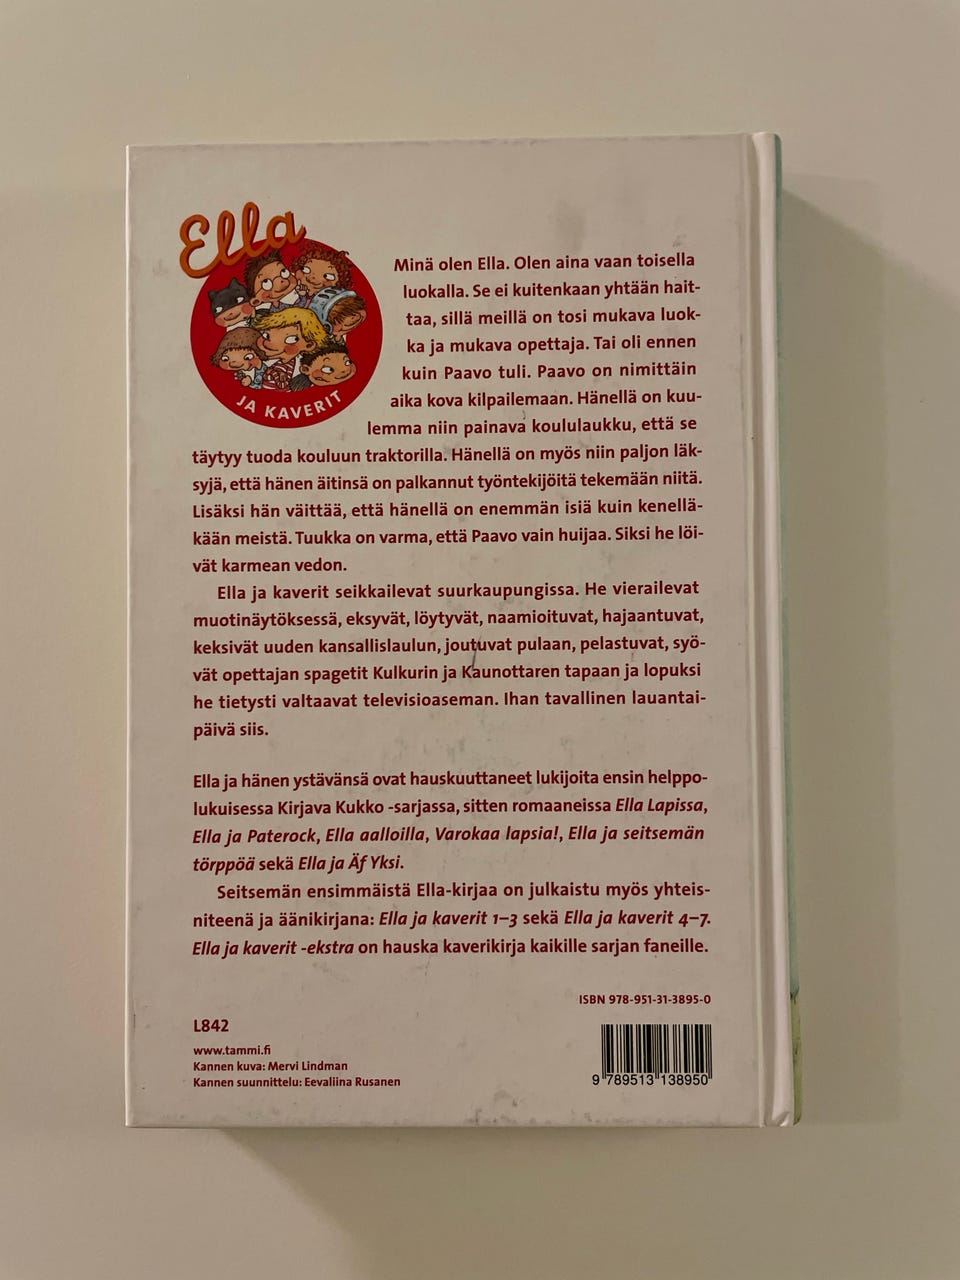 Ella
JA KAVERIT
Minä olen Ella. Olen aina vaan toisella
luokalla. Se ei kuitenkaan yhtään hait-
taa, sillä meillä on tosi mukava luok-
ka ja mukava opettaja. Tai oli ennen
kuin Paavo tuli. Paavo on nimittäin
aika kova kilpailemaan. Hänellä on kuu-
lemma niin painava koululaukku, että se
täytyy tuoda kouluun traktorilla. Hänellä on myös niin paljon läk-
syjä, että hänen äitinsä on palkannut työntekijöitä tekemään niitä.
Lisäksi hän väittää, että hänellä on enemmän isiä kuin kenellä-
kään meistä. Tuukka on varma, että Paavo vain huijaa. Siksi he löi-
vät karmean vedon.
Ella ja kaverit seikkailevat suurkaupungissa. He vierailevat
muotinäytöksessä, eksyvät, löytyvät, naamioituvat, hajaantuvat,
keksivät uuden kansallislaulun, joutuvat pulaan, pelastuvat, syö-
vät opettajan spagetit Kulkurin ja Kaunottaren tapaan ja lopuksi
he tietysti valtaavat televisioaseman. Ihan tavallinen lauantai-
päivä siis.
Ella ja hänen ystävänsä ovat hauskuuttaneet lukijoita ensin helppo-
lukuisessa Kirjava Kukko -sarjassa, sitten romaaneissa Ella Lapissa,
Ella ja Paterock, Ella aalloilla, Varokaa lapsia!, Ella ja seitsemän
törppöä sekä Ella ja Äf Yksi.
Seitsemän ensimmäistä Ella-kirjaa on julkaistu myös yhteis-
niteenä ja äänikirjana: Ella ja kaverit 1–3 sekä Ella ja kaverit 4–7.
Ella ja kaverit -ekstra on hauska kaverikirja kaikille sarjan faneille.
ISBN 978-951-31-3895-0
L842
www.tammi.fi
Kannen kuva: Mervi Lindman
Kannen suunnittelu: Eevaliina Rusanen
9 789513 138950